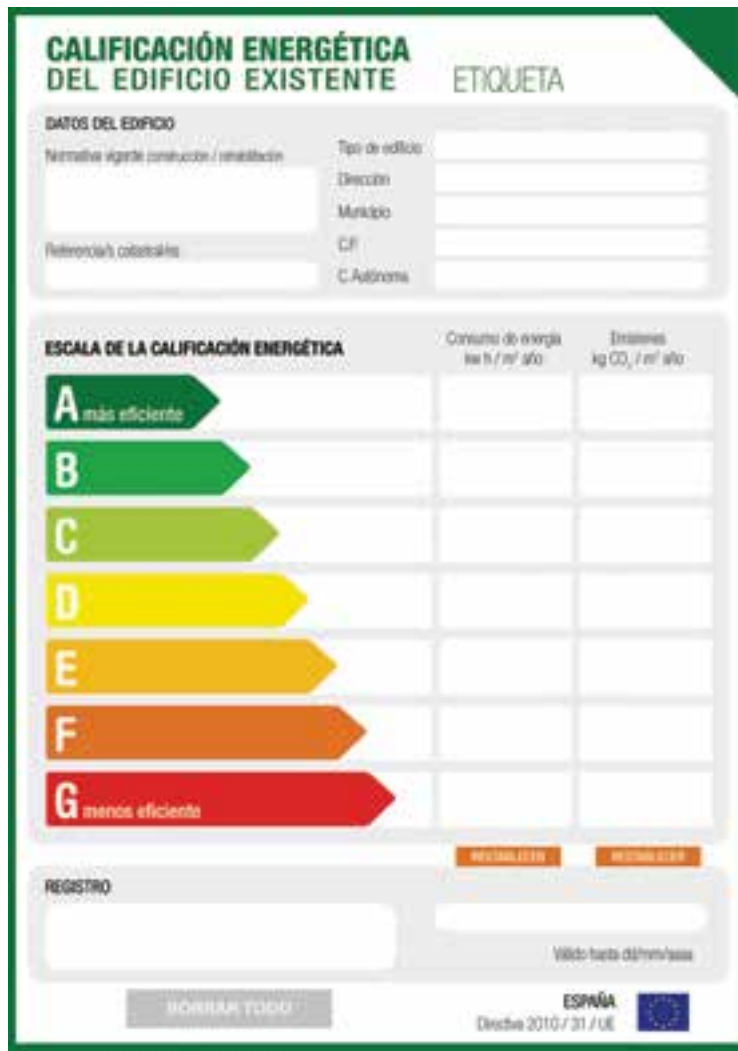 CALIFICACIÓN ENERGÉTICA
DEL EDIFICIO EXISTENTE ETIQUETA
DATOS DEL EDIFICIO
Normativa vigente construcción / rehabilitación
Referencia/s catastral/es
Tipo de edificio
Dirección
Municipio
C.P.
C. Autónoma
ESCALA DE LA CALIFICACIÓN ENERGÉTICA
Consumo de energía
kw h / m² año
Emisiones
kg CO₂ / m² año
A más eficiente
B
C
D
E
F
G menos eficiente
RESTABLECER RESTABLECER
REGISTRO
Válido hasta dd/mm/aaaa
BORRAR TODO
ESPAÑA
Directiva 2010 / 31 / UE